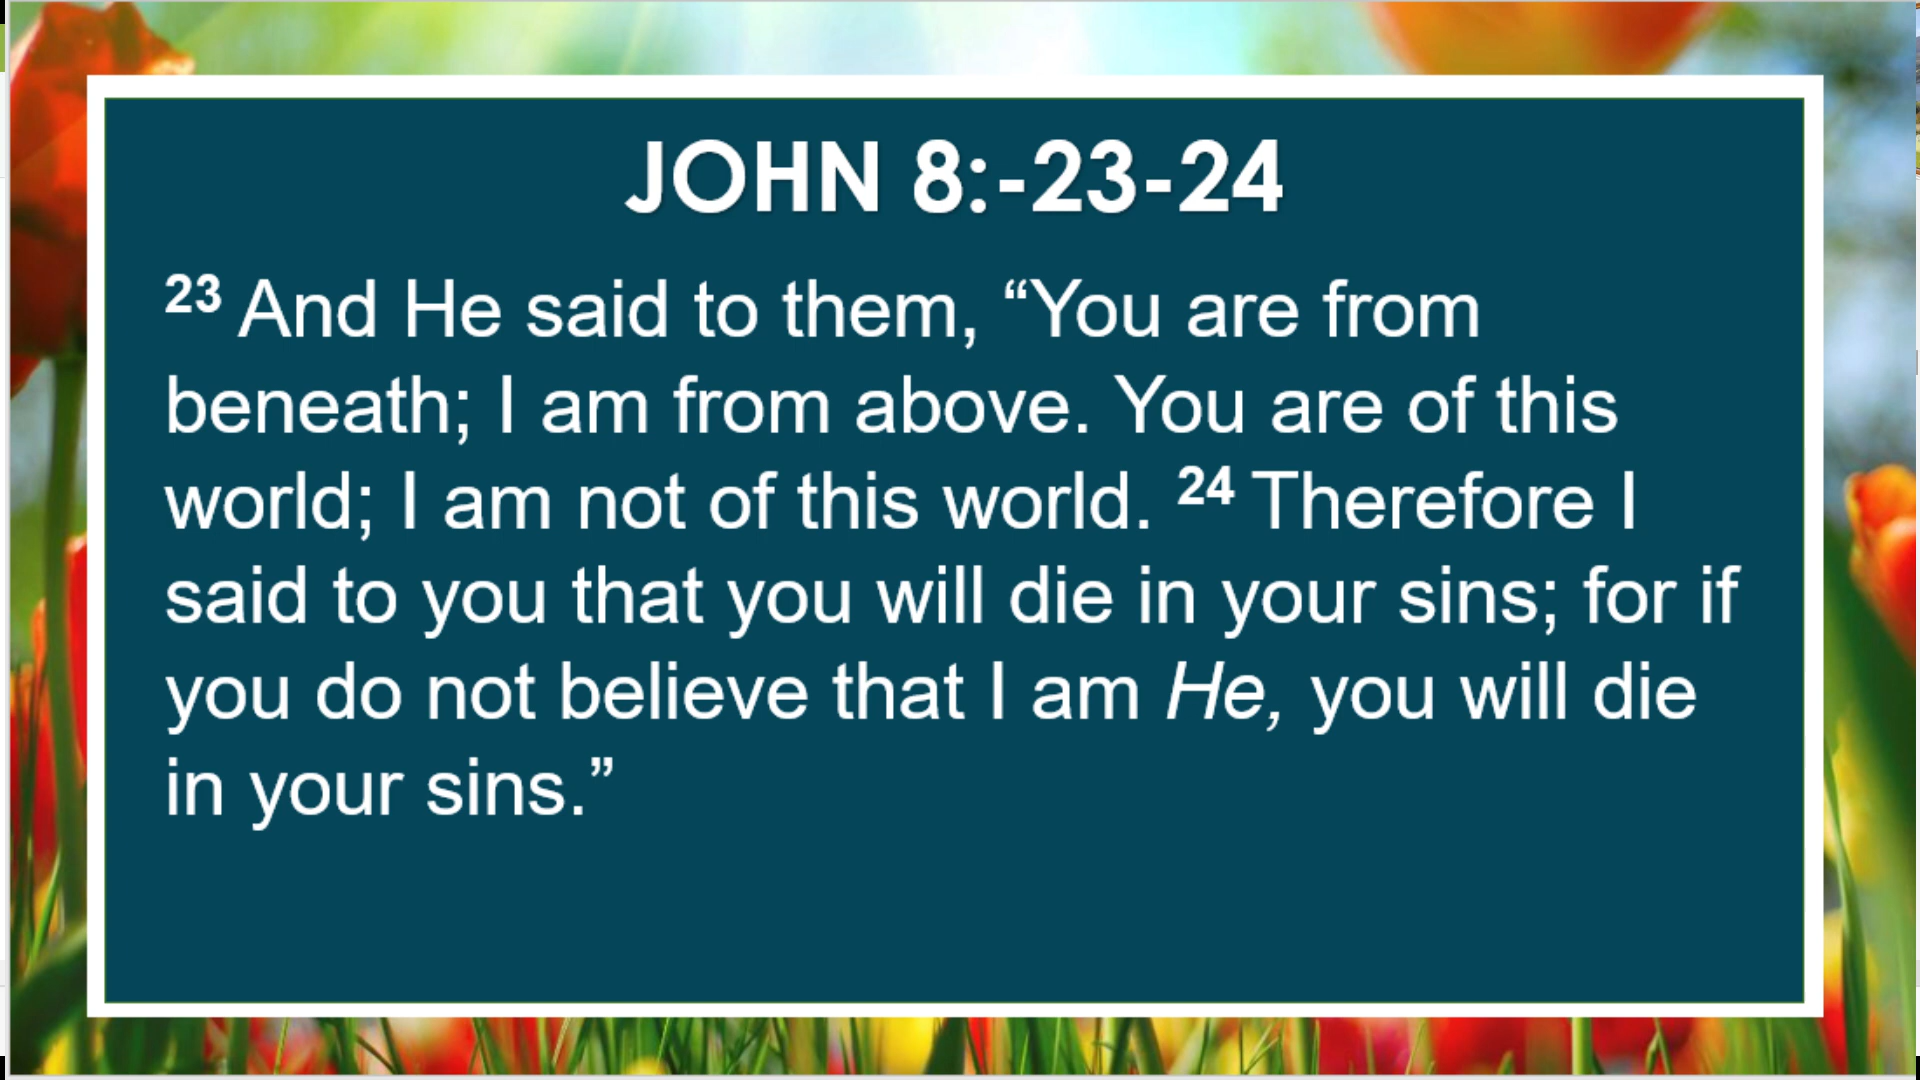 JOHN 8:-23-24
23 And He said to them, “You are from
beneath; I am from above. You are of this
world; I am not of this world. 24 Therefore I
said to you that you will die in your sins; for if
you do not believe that I am He, you will die
in your sins.”